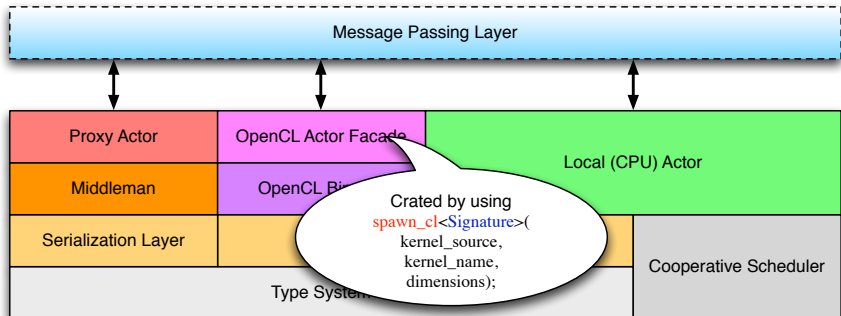 Message Passing Layer
Proxy Actor
OpenCL Actor Facade
Local (CPU) Actor
Middleman
OpenCL
Crated by using
spawn_cl<Signature>(
kernel_source,
kernel_name,
dimensions);
Serialization Layer
Cooperative Scheduler
Type System